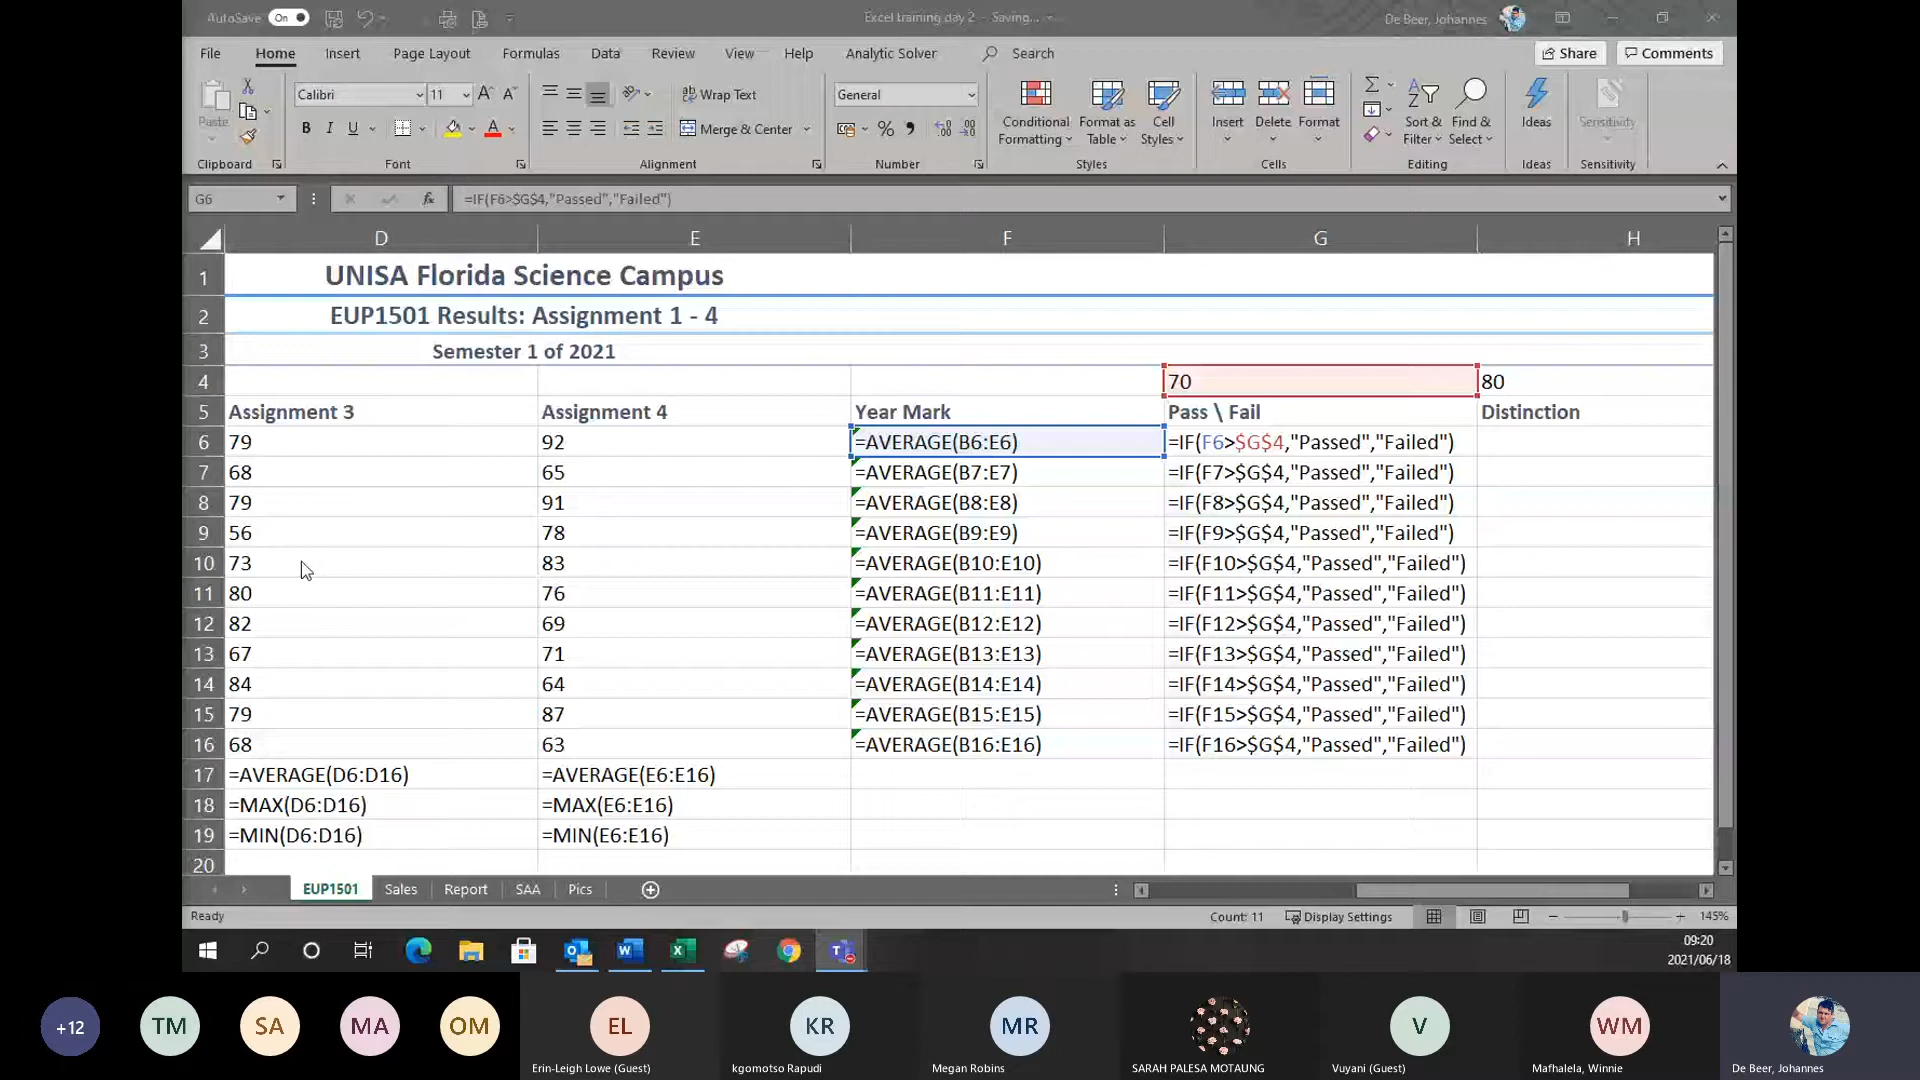 AutoSave On
Excel training day 2 - Saving...
De Beer, Johannes
File Home Insert Page Layout Formulas Data Review View Help Analytic Solver Search Share Comments
Paste
Calibri 11
B I U
Wrap Text
Merge & Center
General
Conditional Formatting
Format as Table
Cell Styles
Insert Delete Format
Sort & Filter
Find & Select
Ideas
Sensitivity
Clipboard Font Alignment Number Styles Cells Editing Ideas Sensitivity
G6 fx =IF(F6>$G$4,"Passed","Failed")
D E F G H
1 UNISA Florida Science Campus
2 EUP1501 Results: Assignment 1 - 4
3 Semester 1 of 2021
4 70 80
5 Assignment 3 Assignment 4 Year Mark Pass \ Fail Distinction
6 79 92 =AVERAGE(B6:E6) =IF(F6>$G$4,"Passed","Failed")
7 68 65 =AVERAGE(B7:E7) =IF(F7>$G$4,"Passed","Failed")
8 79 91 =AVERAGE(B8:E8) =IF(F8>$G$4,"Passed","Failed")
9 56 78 =AVERAGE(B9:E9) =IF(F9>$G$4,"Passed","Failed")
10 73 83 =AVERAGE(B10:E10) =IF(F10>$G$4,"Passed","Failed")
11 80 76 =AVERAGE(B11:E11) =IF(F11>$G$4,"Passed","Failed")
12 82 69 =AVERAGE(B12:E12) =IF(F12>$G$4,"Passed","Failed")
13 67 71 =AVERAGE(B13:E13) =IF(F13>$G$4,"Passed","Failed")
14 84 64 =AVERAGE(B14:E14) =IF(F14>$G$4,"Passed","Failed")
15 79 87 =AVERAGE(B15:E15) =IF(F15>$G$4,"Passed","Failed")
16 68 63 =AVERAGE(B16:E16) =IF(F16>$G$4,"Passed","Failed")
17 =AVERAGE(D6:D16) =AVERAGE(E6:E16)
18 =MAX(D6:D16) =MAX(E6:E16)
19 =MIN(D6:D16) =MIN(E6:E16)
20
EUP1501 Sales Report SAA Pics
Ready Count: 11 Display Settings 145%
09:20
2021/06/18
+12 TM SA MA OM EL KR MR V WM
Erin-Leigh Lowe (Guest) kgomotso Rapudi Megan Robins SARAH PALESA MOTAUNG Vuyani (Guest) Mafhalela, Winnie De Beer, Johannes